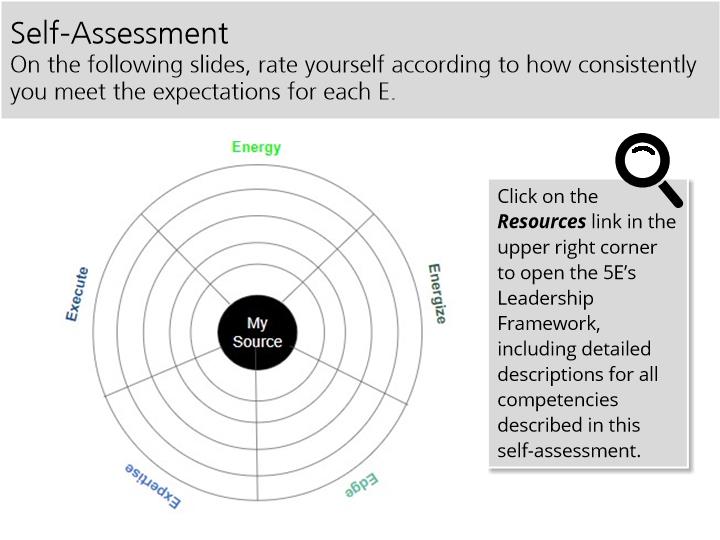 Self-Assessment
On the following slides, rate yourself according to how consistently
you meet the expectations for each E.
Energy
Energize
Edge
Expertise
Execute
My
Source
Click on the
Resources link in the
upper right corner
to open the 5E’s
Leadership
Framework,
including detailed
descriptions for all
competencies
described in this
self-assessment.